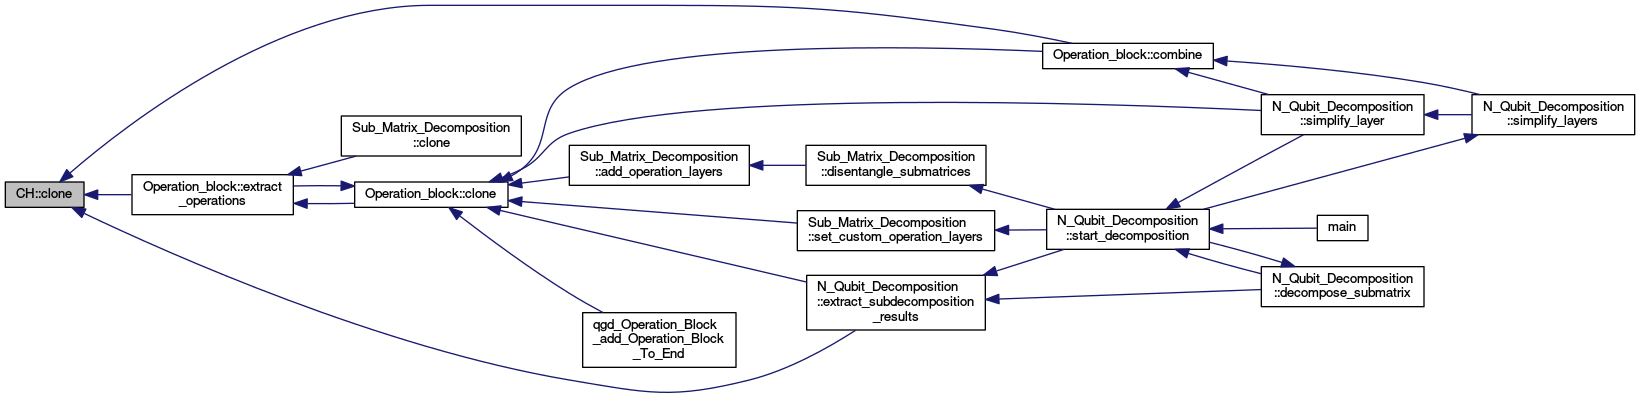 CH::clone
Operation_block::extract
_operations
Sub_Matrix_Decomposition
::clone
Operation_block::clone
Sub_Matrix_Decomposition
::add_operation_layers
qgd_Operation_Block
_add_Operation_Block
_To_End
Sub_Matrix_Decomposition
::disentangle_submatrices
Sub_Matrix_Decomposition
::set_custom_operation_layers
N_Qubit_Decomposition
::extract_subdecomposition
_results
Operation_block::combine
N_Qubit_Decomposition
::start_decomposition
N_Qubit_Decomposition
::simplify_layer
main
N_Qubit_Decomposition
::decompose_submatrix
N_Qubit_Decomposition
::simplify_layers